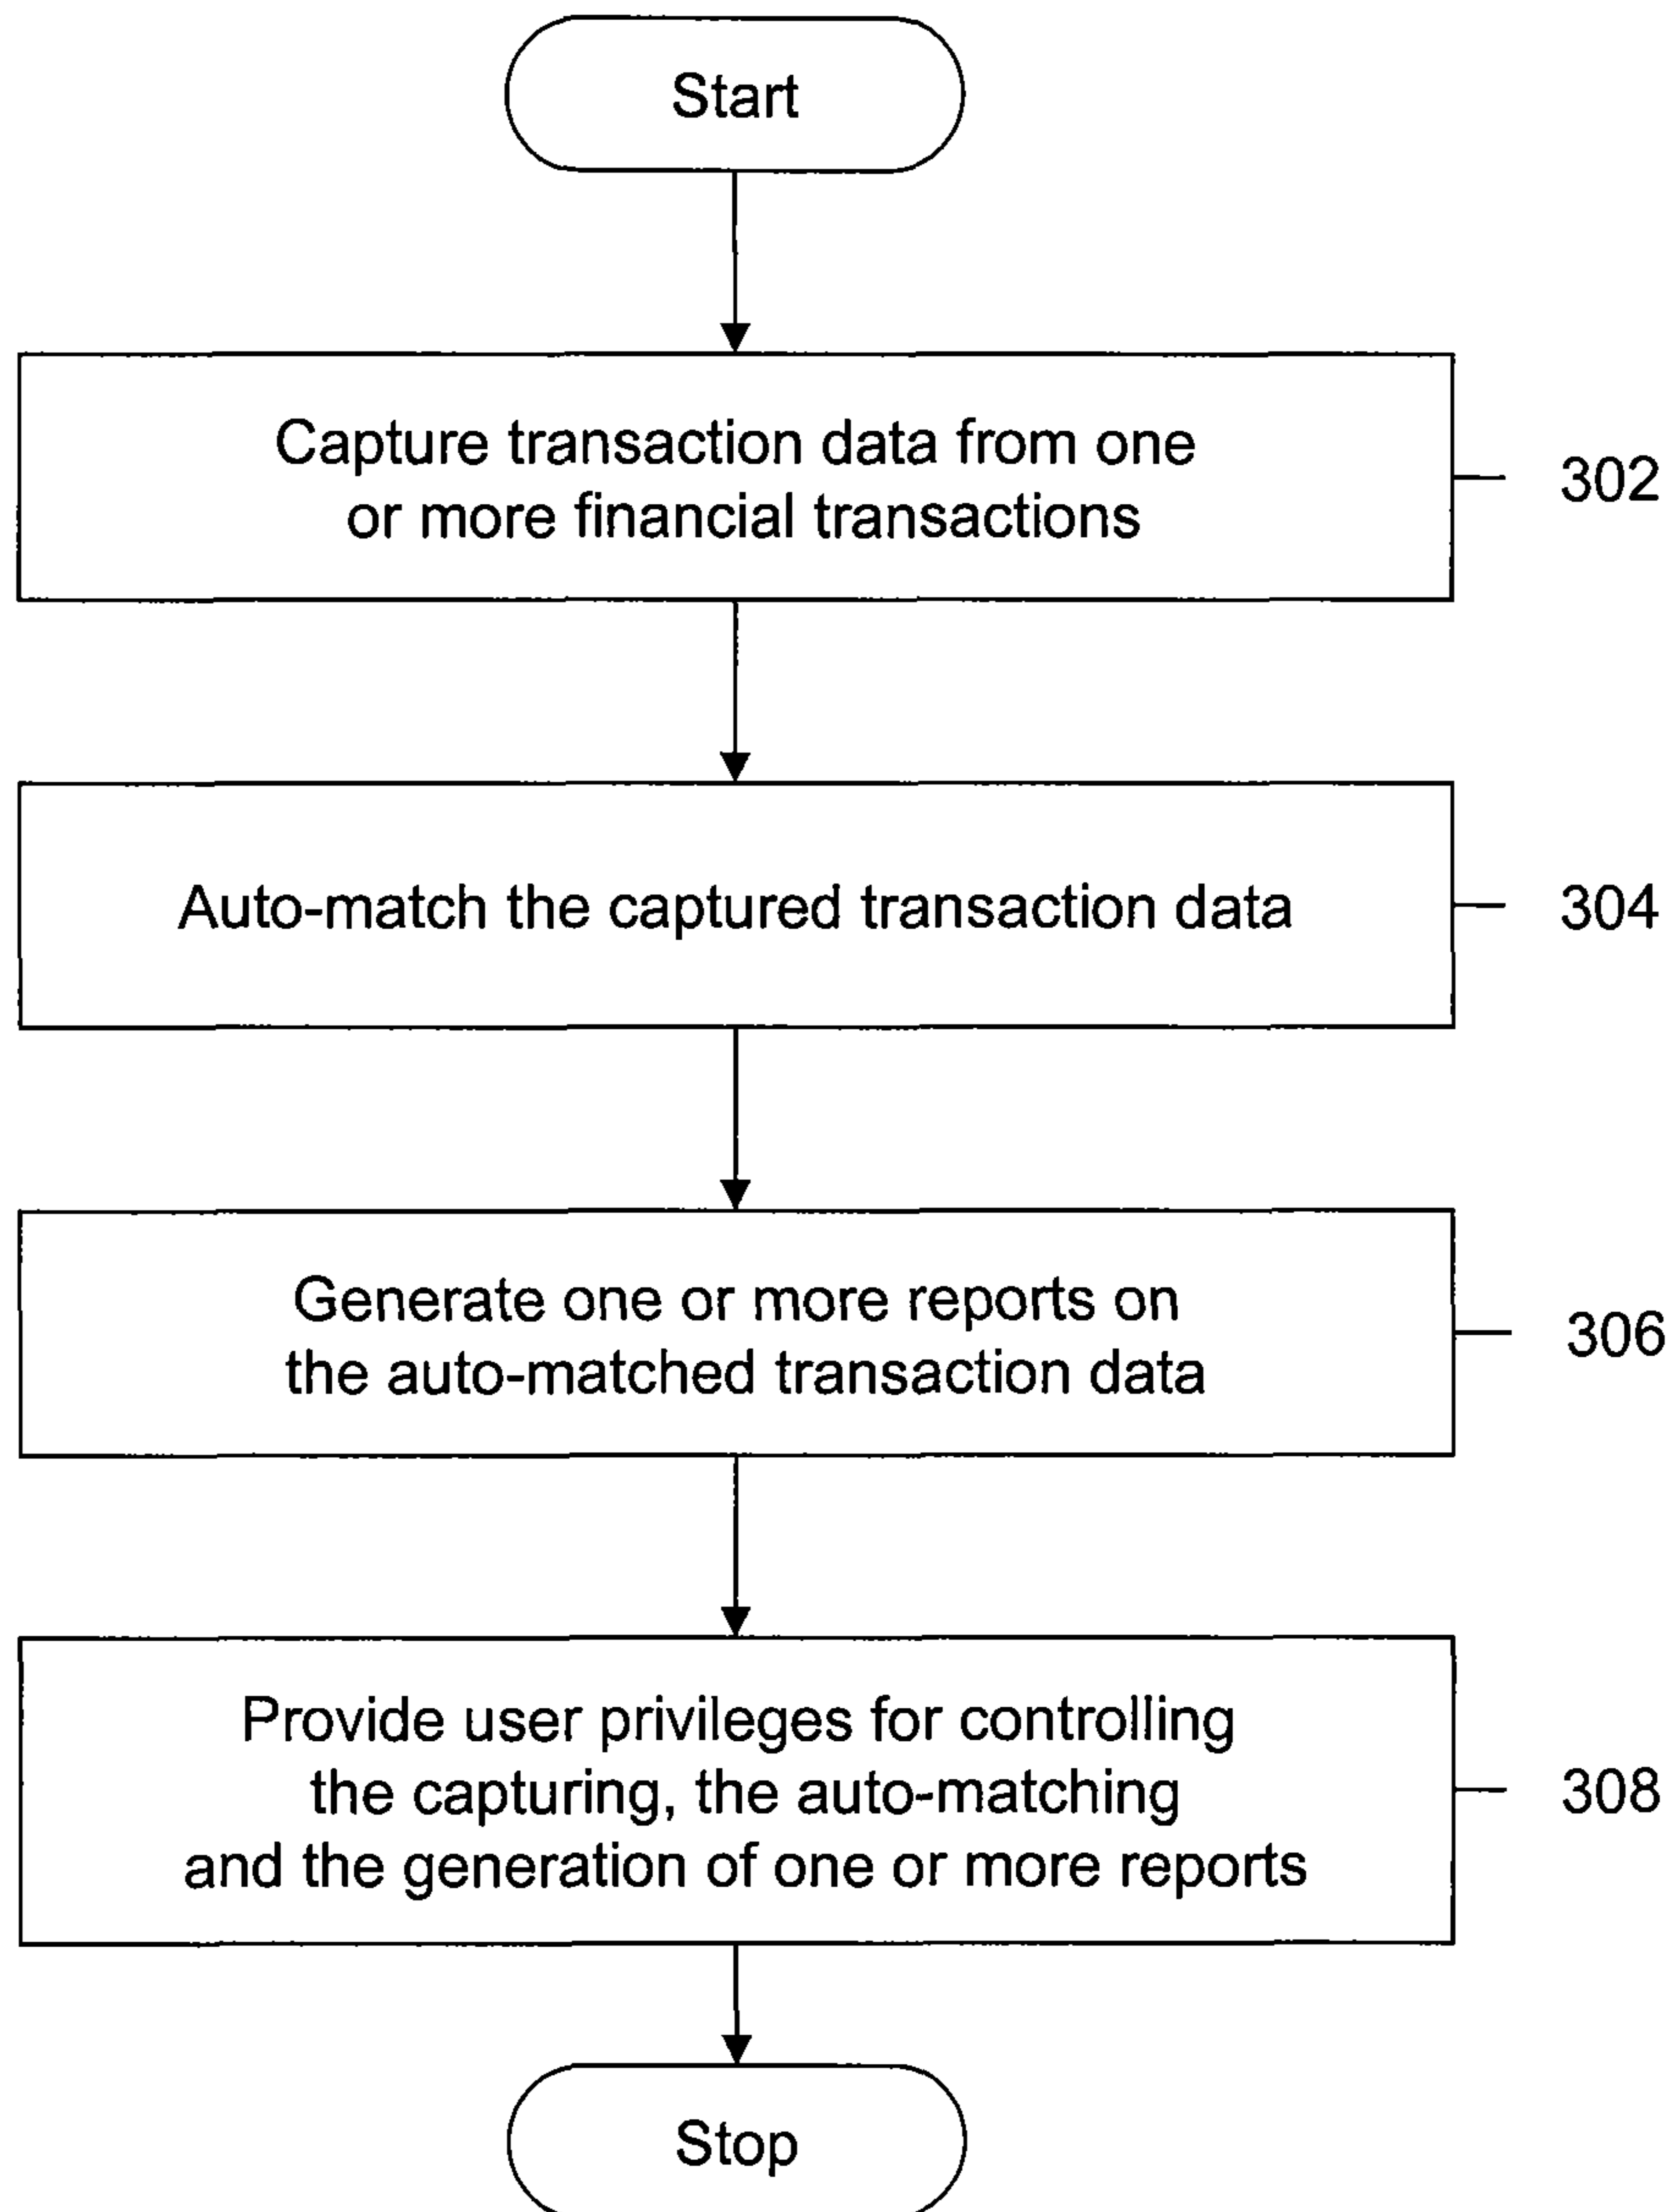 Start
Capture transaction data from one
or more financial transactions
302
Auto-match the captured transaction data
304
Generate one or more reports on
the auto-matched transaction data
306
Provide user privileges for controlling
the capturing, the auto-matching
and the generation of one or more reports
308
Stop